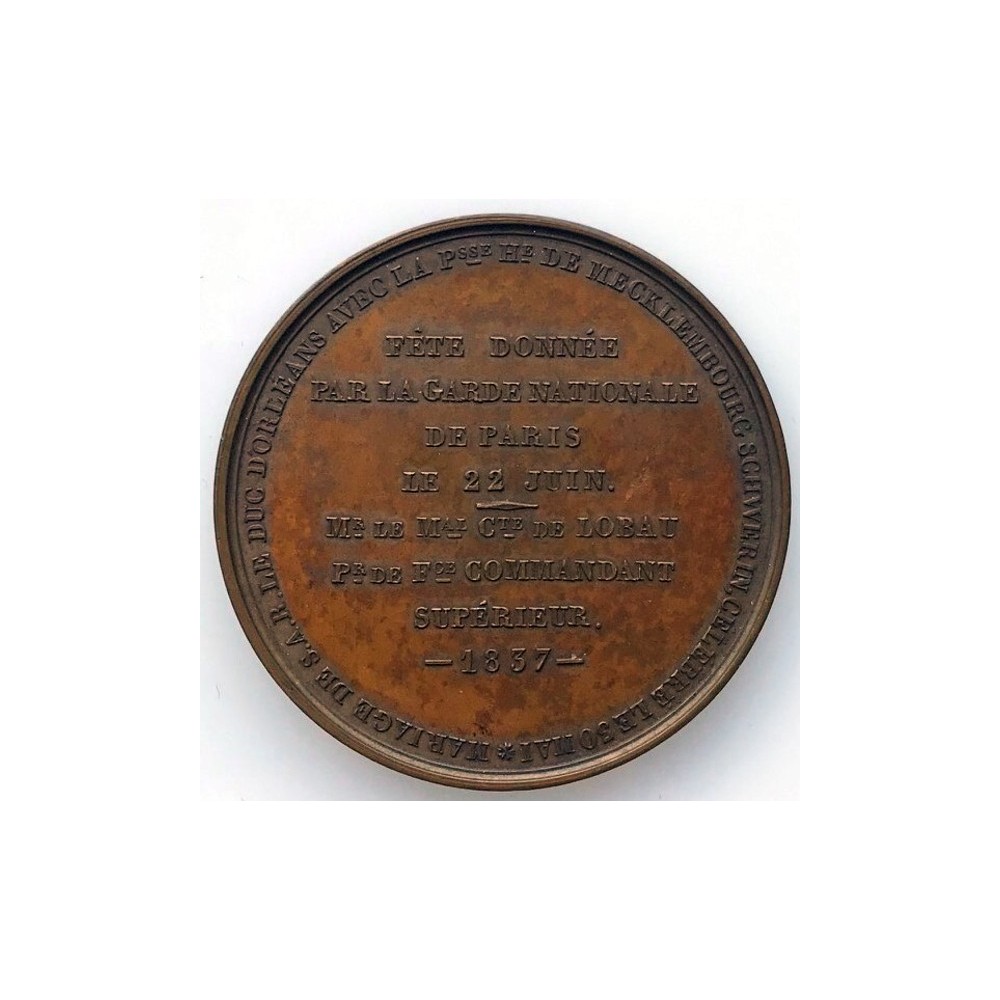 MARIAGE DE S.A.R. LE DUC D'ORLÉANS AVEC LA PSSE HE DE MECKLEMBOURG SCHWERIN, CÉLÉBRÉ LE 30 MAI *
FÊTE DONNÉE
PAR LA GARDE NATIONALE
DE PARIS
LE 22 JUIN.
MR LE MAL CTE DE LOBAU
PR DE FCE COMMANDANT
SUPÉRIEUR.
—1837—